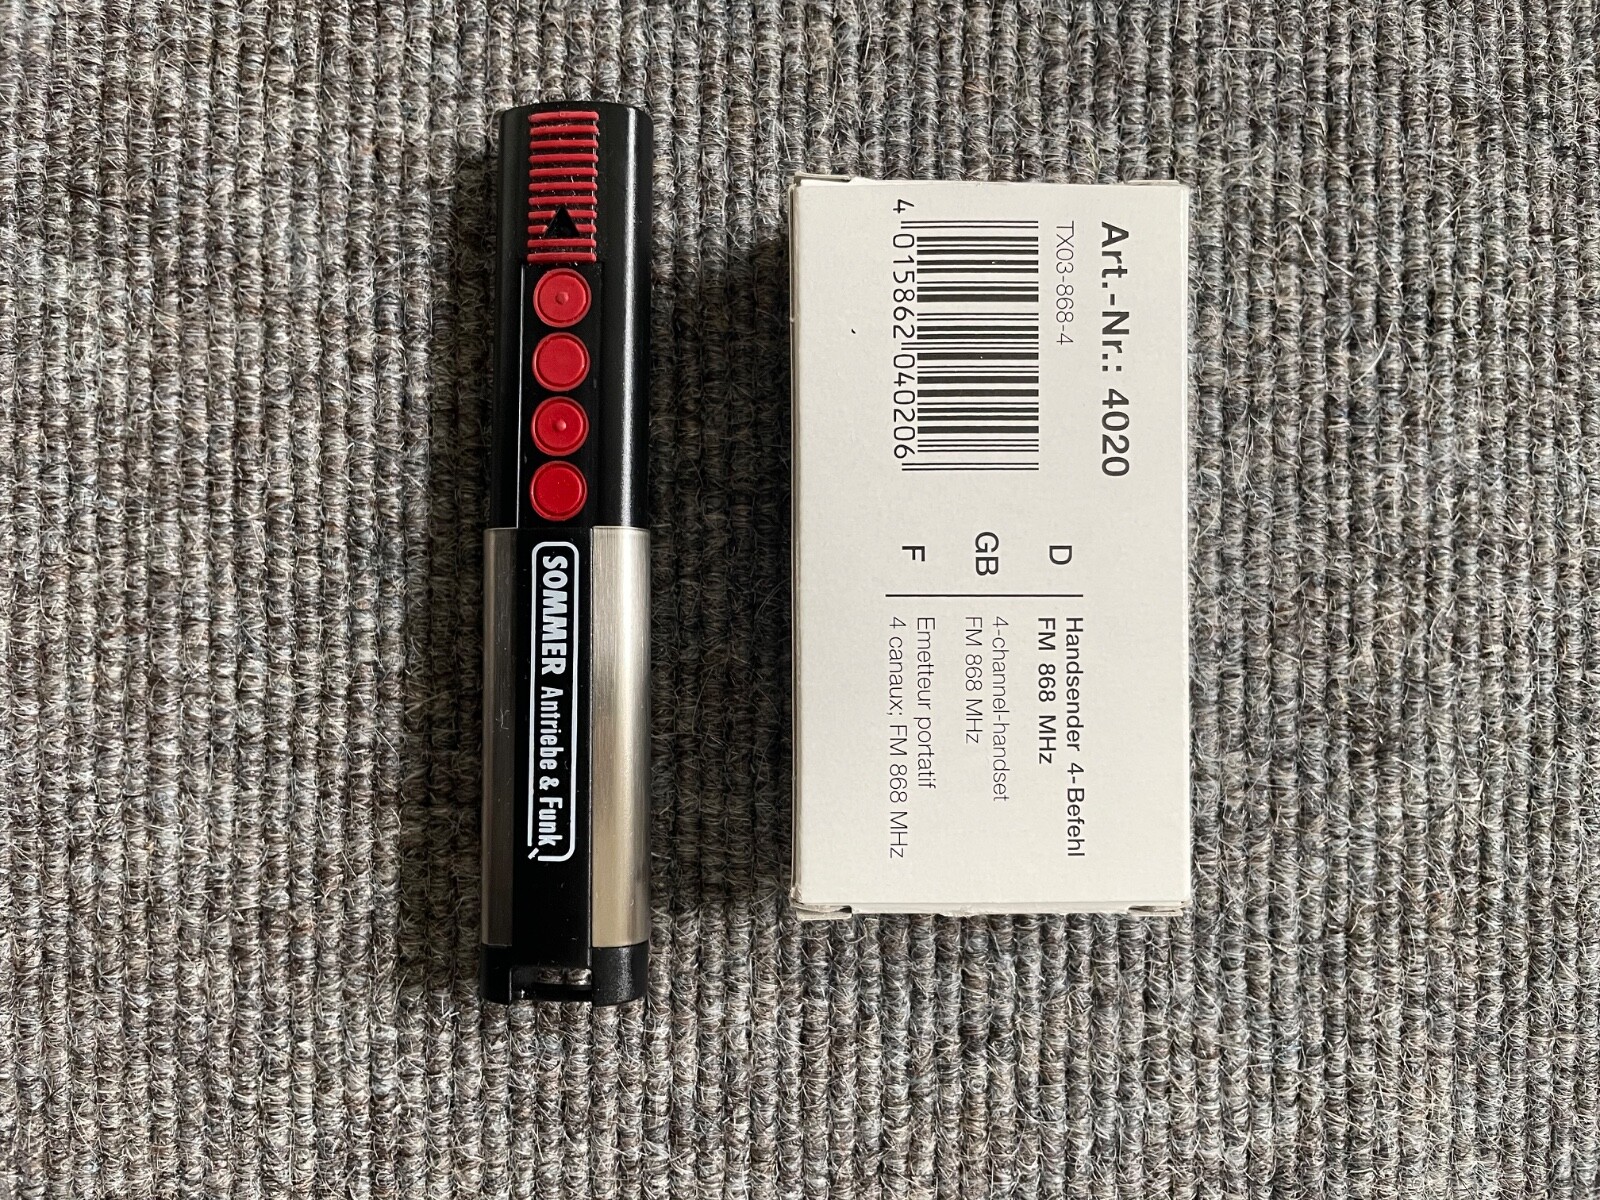 SOMMER Antriebe & Funk
Art.-Nr.: 4020
TX03-868-4
4 015862 040206
D
Handsender 4-Befehl
FM 868 MHz
GB
4-channel-handset
FM 868 MHz
F
Emetteur portatif
4 canaux; FM 868 MHz